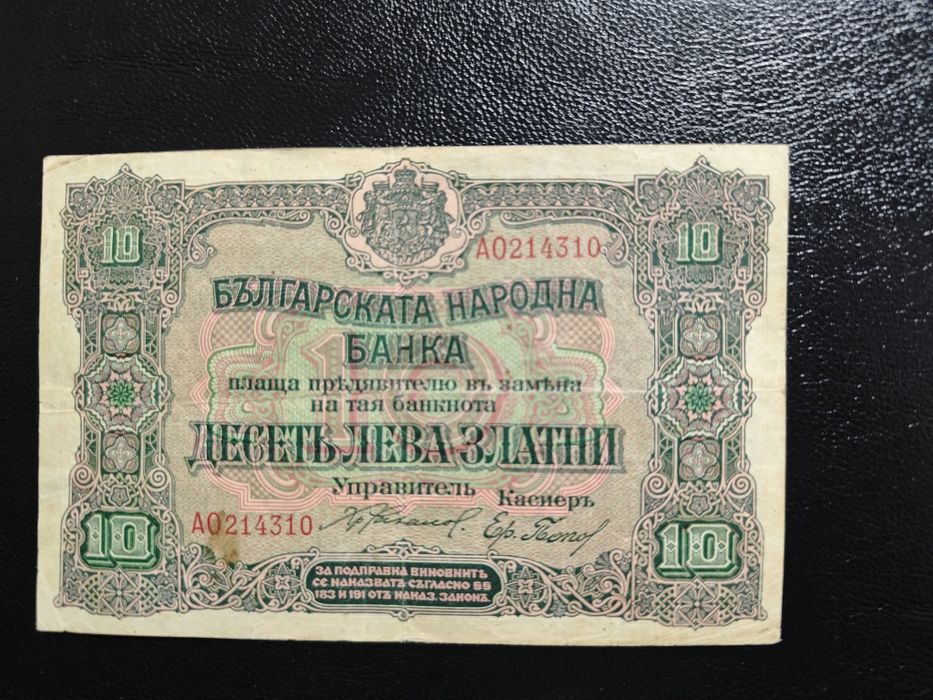 10
10
А0214310
БЪЛГАРСКАТА НАРОДНА
БАНКА
плаща прѣдявителю въ замѣна
на тая банкнота
ДЕСЕТЬ ЛЕВА ЗЛАТНИ
Управитель Касиеръ
А0214310
10
10
ЗА ПОДПРАВКА ВИНОВНИТѢ
СЕ НАКАЗВАТЪ СЪГЛАСНО §§
183 И 191 ОТЪ НАКАЗ. ЗАКОНЪ.